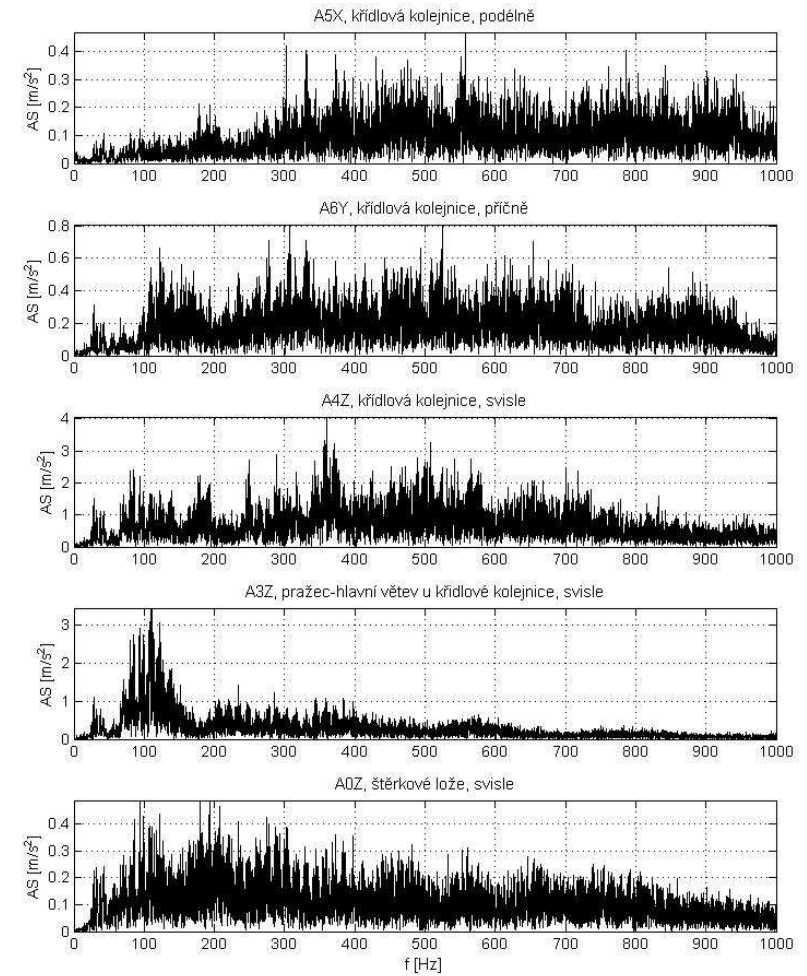 A5X, křídlová kolejnice, podélně
AS [m/s²]
0.4
0.3
0.2
0.1
0
0 100 200 300 400 500 600 700 800 900 1000
A6Y, křídlová kolejnice, příčně
AS [m/s²]
0.8
0.6
0.4
0.2
0
0 100 200 300 400 500 600 700 800 900 1000
A4Z, křídlová kolejnice, svisle
AS [m/s²]
4
3
2
1
0
0 100 200 300 400 500 600 700 800 900 1000
A3Z, pražec-hlavní větev u křidlové kolejnice, svisle
AS [m/s²]
3
2
1
0
0 100 200 300 400 500 600 700 800 900 1000
A0Z, štěrkové lože, svisle
AS [m/s²]
0.4
0.3
0.2
0.1
0
0 100 200 300 400 500 600 700 800 900 1000
f [Hz]